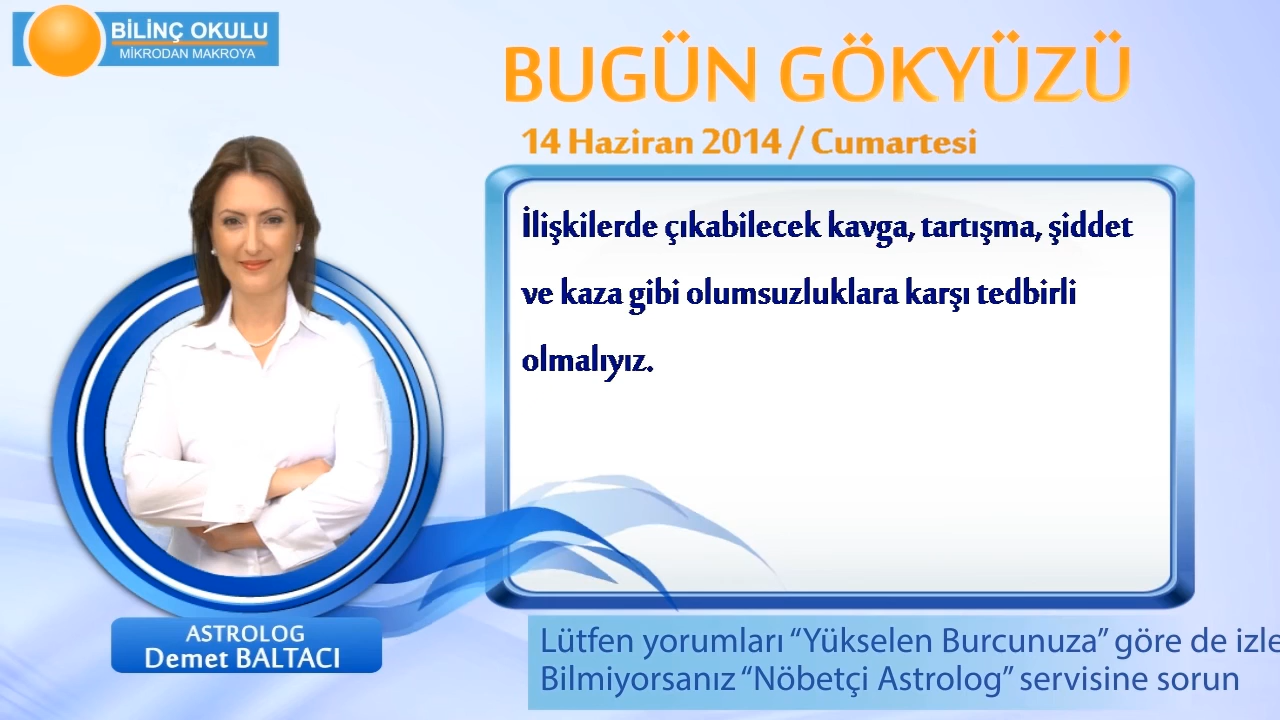 BİLİNÇ OKULU
MİKRODAN MAKROYA
BUGÜN GÖKYÜZÜ
14 Haziran 2014 / Cumartesi
İlişkilerde çıkabilecek kavga, tartışma, şiddet
ve kaza gibi olumsuzluklara karşı tedbirli
olmalıyız.
ASTROLOG
Demet BALTACI
Lütfen yorumları “Yükselen Burcunuza” göre de izle
Bilmiyorsanız “Nöbetçi Astrolog” servisine sorun